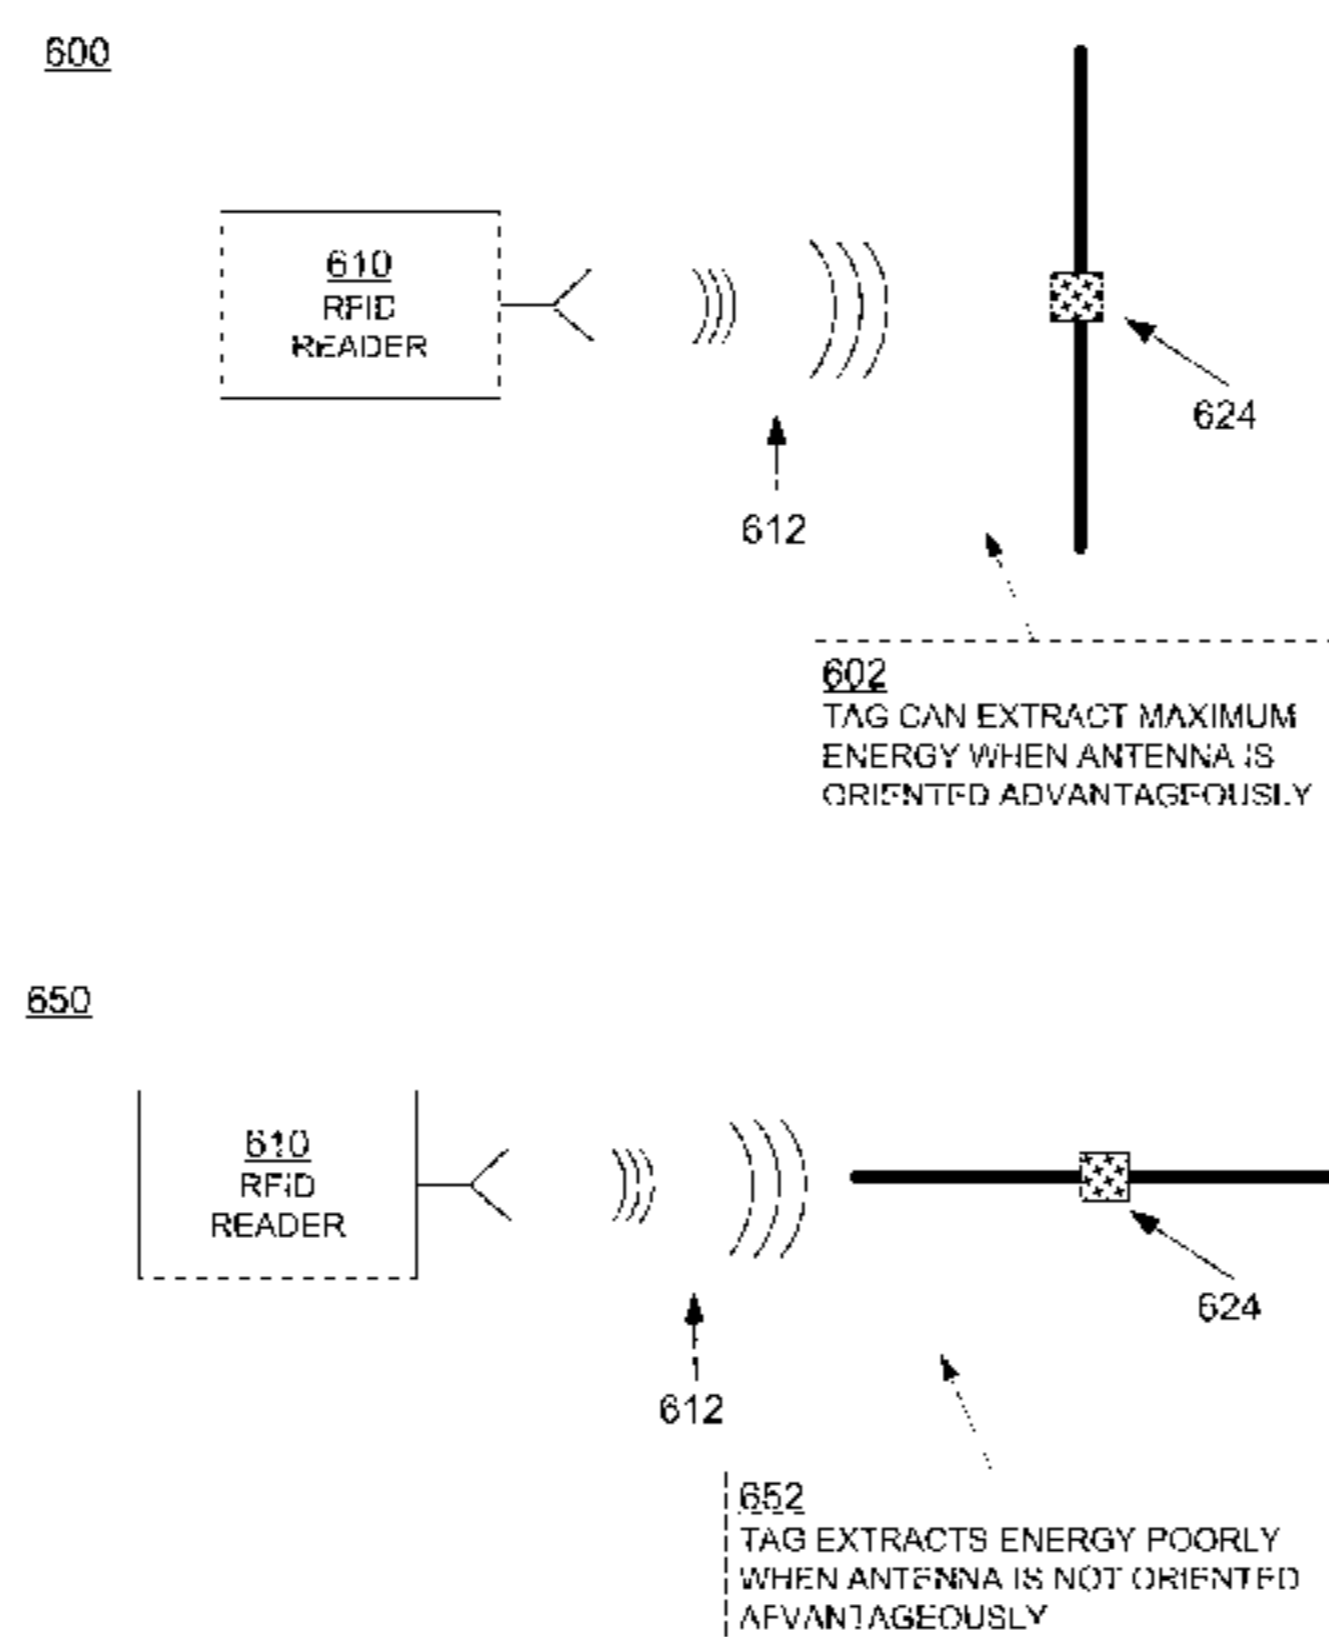 600
610
RFID
READER
624
612
602
TAG CAN EXTRACT MAXIMUM
ENERGY WHEN ANTENNA IS
ORIENTED ADVANTAGEOUSLY
650
610
RFID
READER
624
612
652
TAG EXTRACTS ENERGY POORLY
WHEN ANTENNA IS NOT ORIENTED
AFVANTAGEOUSLY